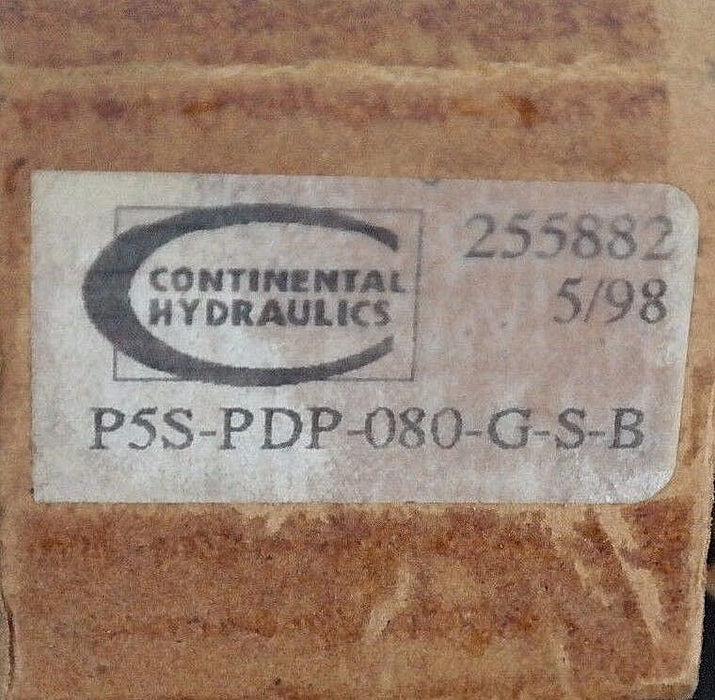 CONTINENTAL
HYDRAULICS
255882
5/98
P5S-PDP-080-G-S-B